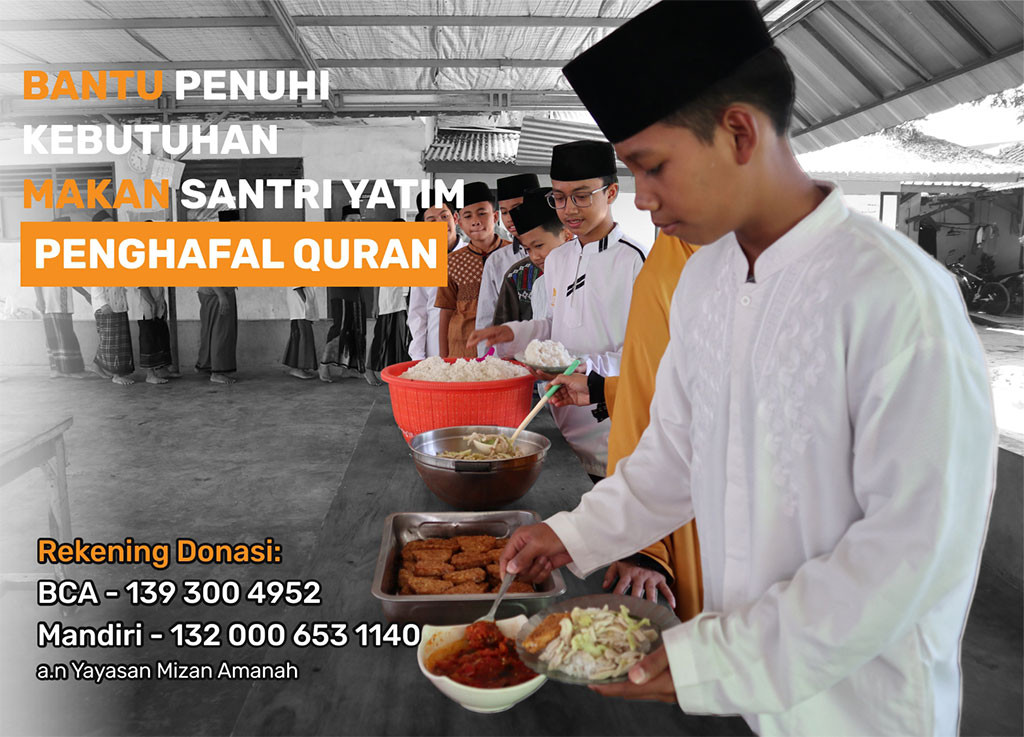 BANTU PENUHI
KEBUTUHAN
MAKAN SANTRI YATIM
PENGHAFAL QURAN
Rekening Donasi:
BCA - 139 300 4952
Mandiri - 132 000 653 1140
a.n Yayasan Mizan Amanah